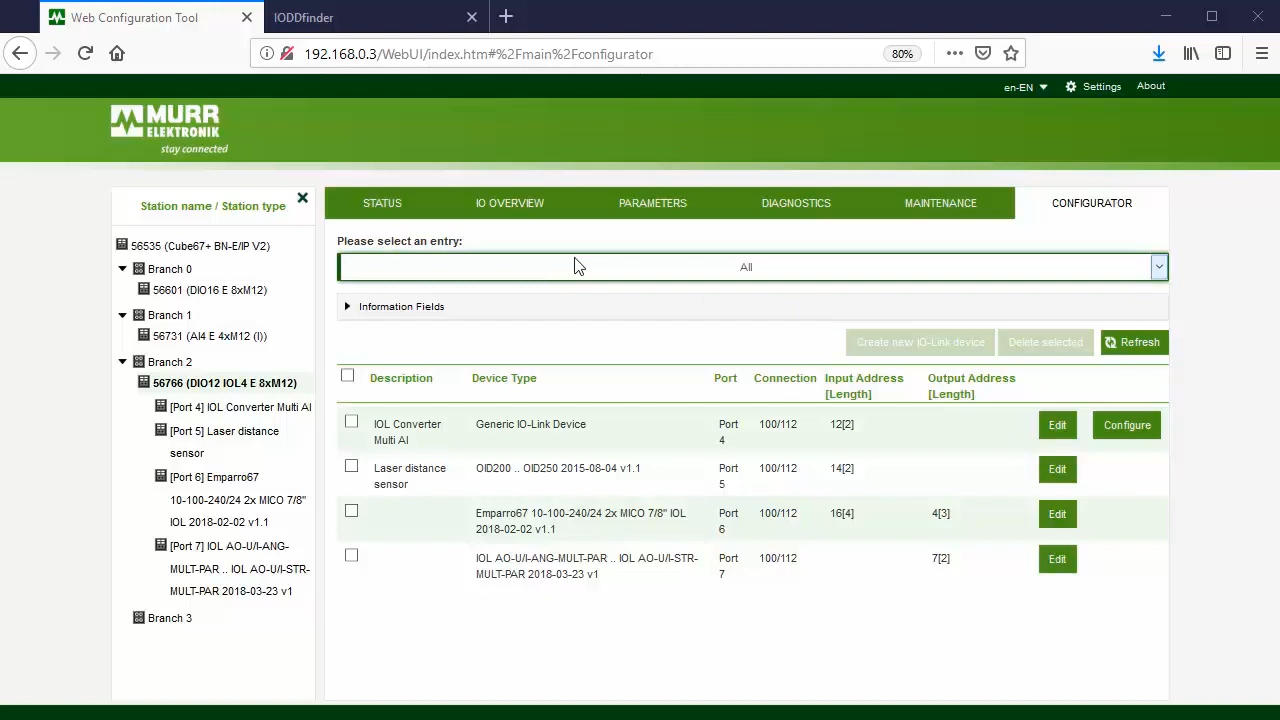 Web Configuration Tool
IODDfinder
192.168.0.3/WebUI/index.htm#%2Fmain%2Fconfigurator
80%
en-EN
Settings
About
MURR
ELEKTRONIK
stay connected
Station name / Station type
56535 (Cube67+ BN-E/IP V2)
Branch 0
56601 (DIO16 E 8xM12)
Branch 1
56731 (AI4 E 4xM12 (I))
Branch 2
56766 (DIO12 IOL4 E 8xM12)
[Port 4] IOL Converter Multi AI
[Port 5] Laser distance
sensor
[Port 6] Emparro67
10-100-240/24 2x MICO 7/8"
IOL 2018-02-02 v1.1
[Port 7] IOL AO-U/I-ANG-
MULT-PAR .. IOL AO-U/I-STR-
MULT-PAR 2018-03-23 v1
Branch 3
STATUS
IO OVERVIEW
PARAMETERS
DIAGNOSTICS
MAINTENANCE
CONFIGURATOR
Please select an entry:
All
Information Fields
Create new IO-Link device
Delete selected
Refresh
Description
Device Type
Port
Connection
Input Address
[Length]
Output Address
[Length]
IOL Converter
Multi AI
Generic IO-Link Device
Port
4
100/112
12[2]
Edit
Configure
Laser distance
sensor
OID200 .. OID250 2015-08-04 v1.1
Port
5
100/112
14[2]
Edit
Emparro67 10-100-240/24 2x MICO 7/8" IOL
2018-02-02 v1.1
Port
6
100/112
16[4]
4[3]
Edit
IOL AO-U/I-ANG-MULT-PAR .. IOL AO-U/I-STR-
MULT-PAR 2018-03-23 v1
Port
7
100/112
7[2]
Edit